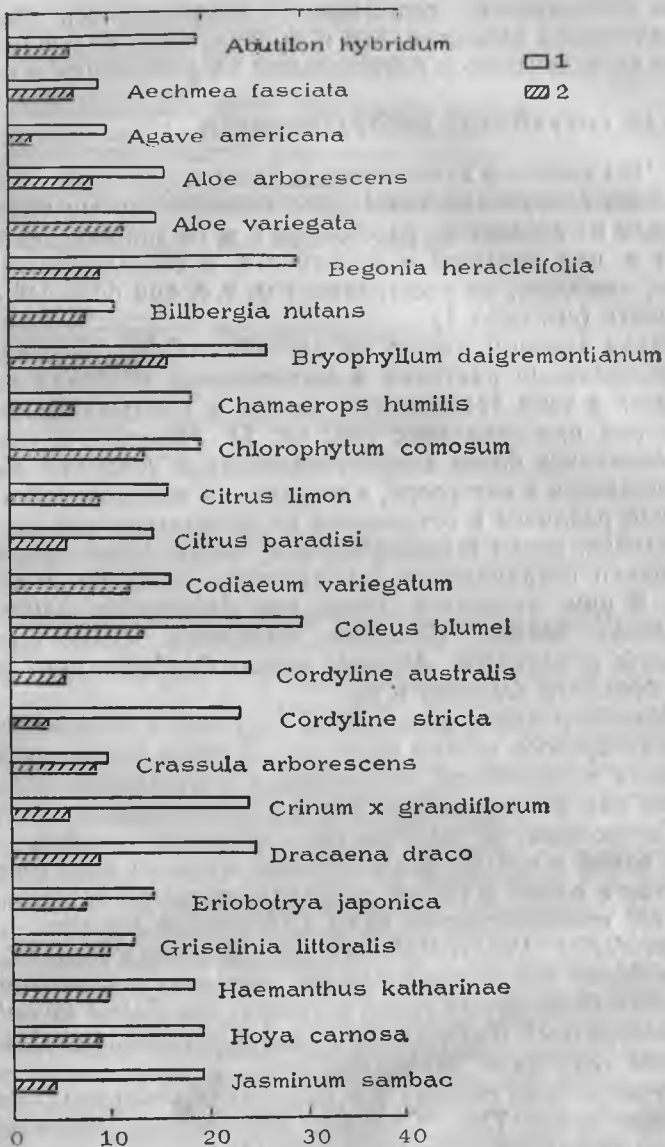 Abutilon hybridum
1
Aechmea fasciata
2
Agave americana
Aloe arborescens
Aloe variegata
Begonia heracleifolia
Billbergia nutans
Bryophyllum daigremontianum
Chamaerops humilis
Chlorophytum comosum
Citrus limon
Citrus paradisi
Codiaeum variegatum
Coleus blumel
Cordyline australis
Cordyline stricta
Crassula arborescens
Crinum x grandiflorum
Dracaena draco
Eriobotrya japonica
Griselinia littoralis
Haemanthus katharinae
Hoya carnosa
Jasminum sambac
0 10 20 30 40